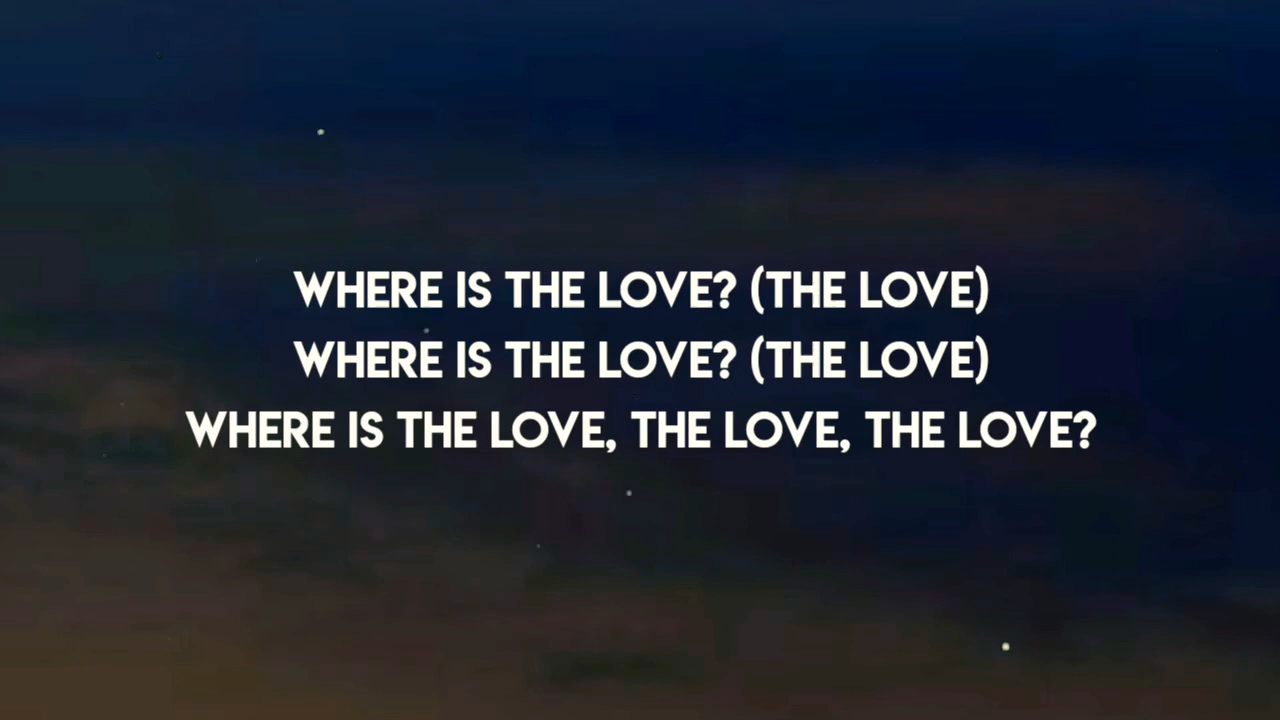 WHERE IS THE LOVE? (THE LOVE)
WHERE IS THE LOVE? (THE LOVE)
WHERE IS THE LOVE, THE LOVE, THE LOVE?